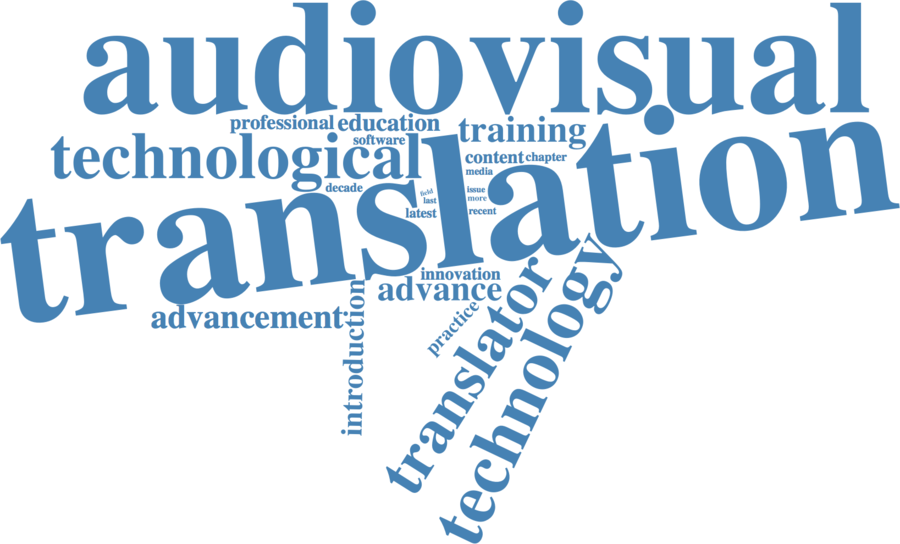 audiovisual
professional education
training
software
technological
content chapter
media
decade
translation
field
last
latest
issue
more
recent
innovation
advance
advancement
introduction
practice
translator
technology